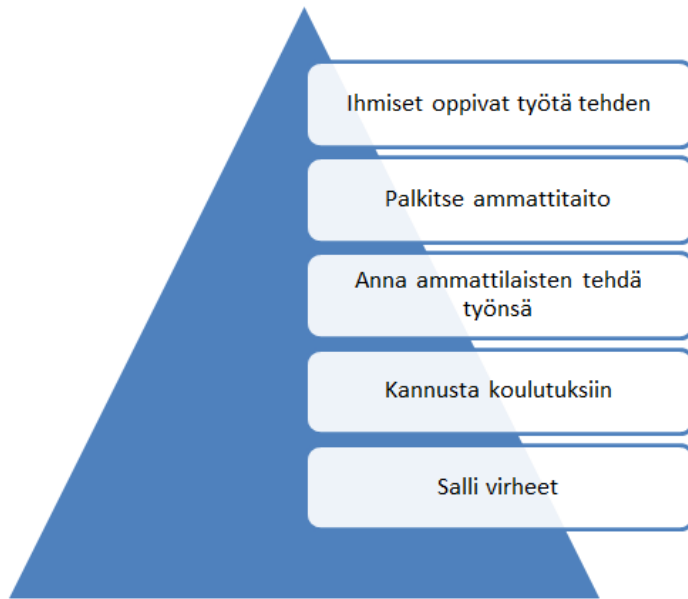 Ihmiset oppivat työtä tehden
Palkitse ammattitaito
Anna ammattilaisten tehdä
työnsä
Kannusta koulutuksiin
Salli virheet